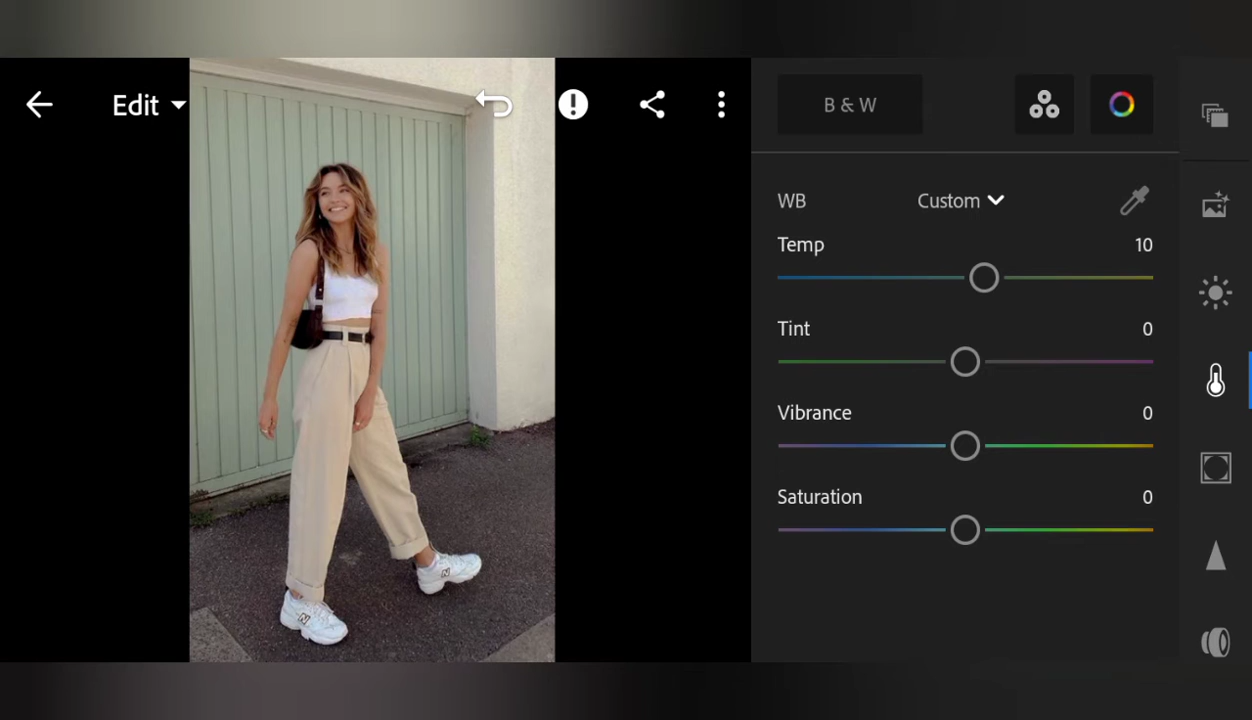 Edit
B & W
WB Custom
Temp 10
Tint 0
Vibrance 0
Saturation 0
N
N